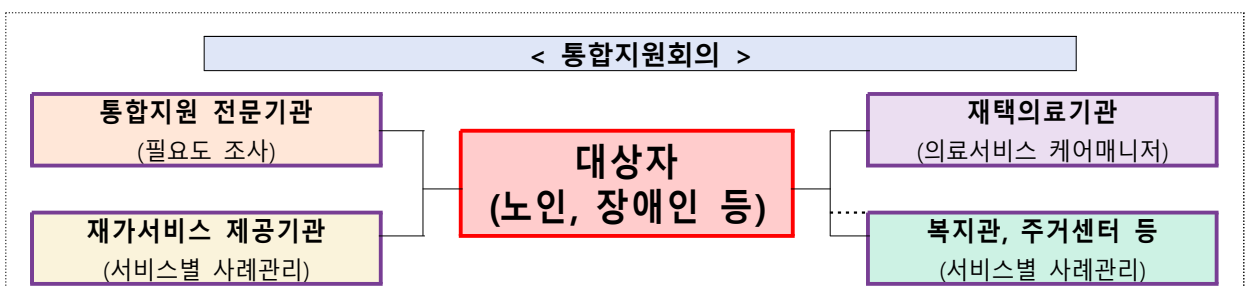 < 통합지원회의 >
통합지원 전문기관
(필요도 조사)
재가서비스 제공기관
(서비스별 사례관리)
대상자
(노인, 장애인 등)
재택의료기관
(의료서비스 케어매니저)
복지관, 주거센터 등
(서비스별 사례관리)